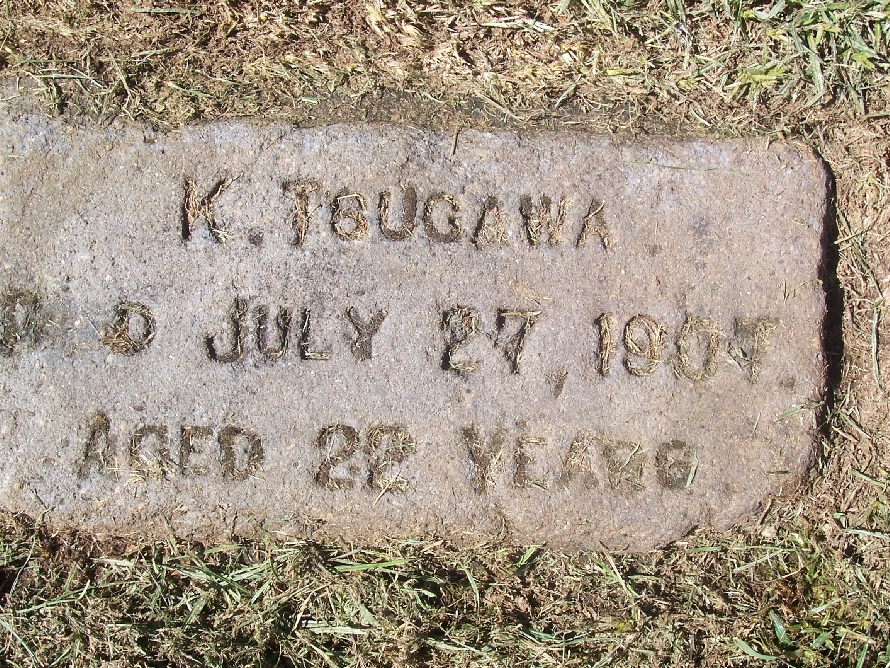 K. TSUGAWA
D JULY 27, 1907.
AGED 22 YEARS